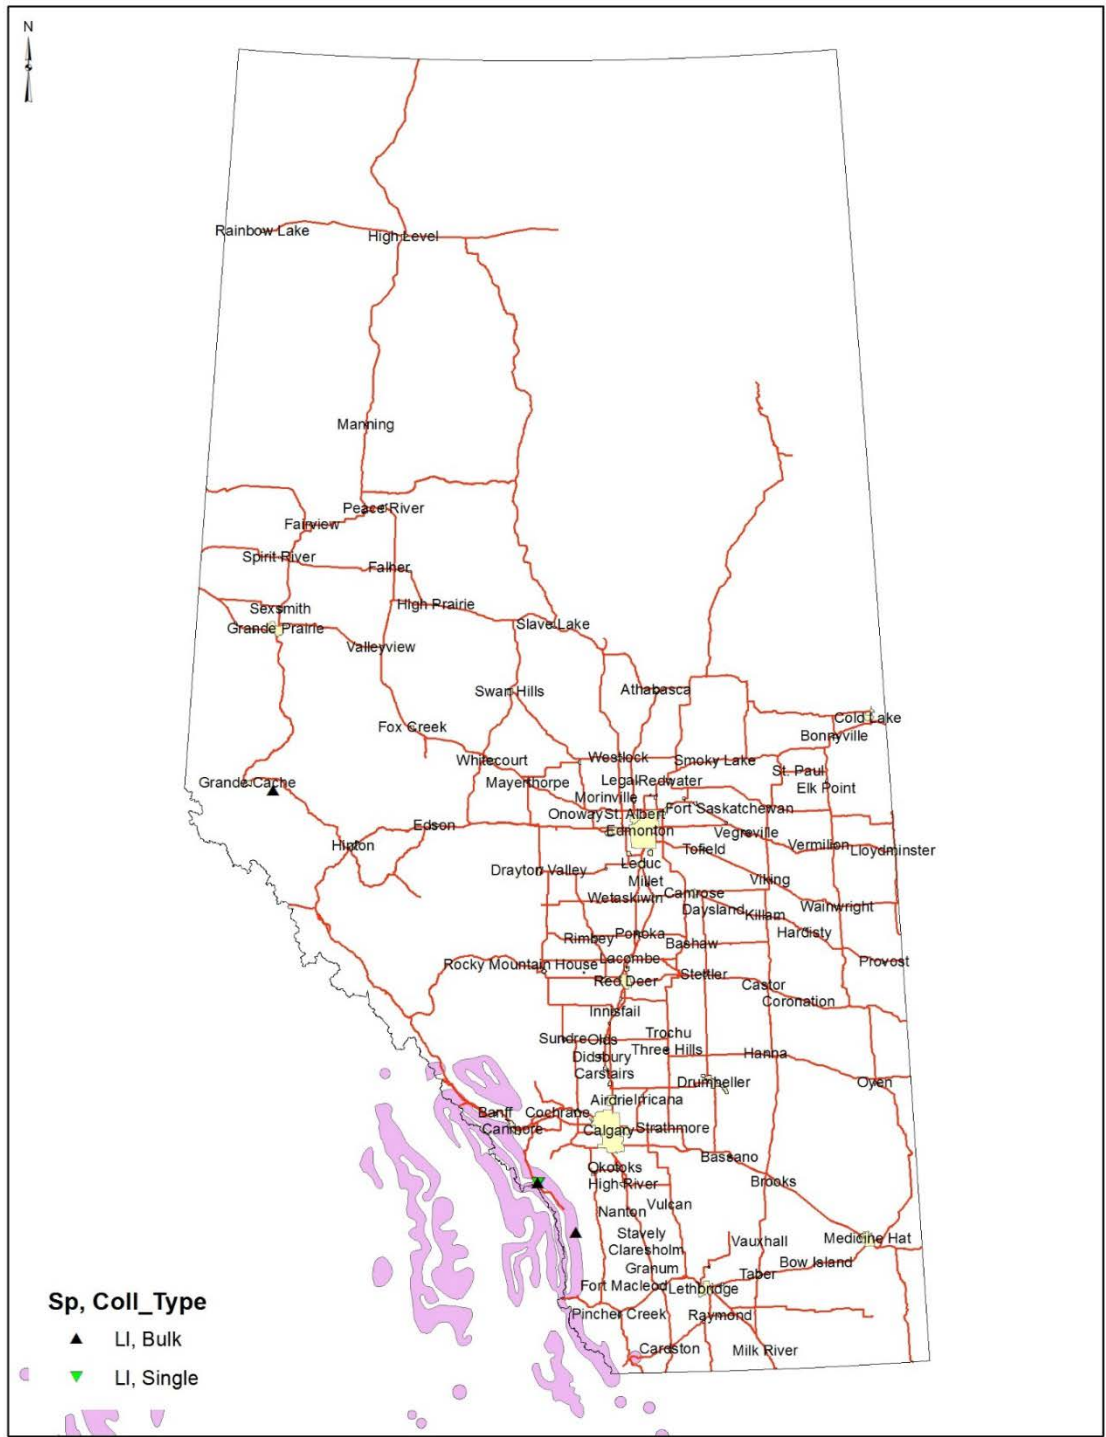 N
Rainbow Lake
High Level
Manning
Peace River
Fairview
Spirit River
Falher
High Prairie
Sexsmith
Grande Prairie
Slave Lake
Valleyview
Swan Hills
Athabasca
Cold Lake
Fox Creek
Bonnyville
Whitecourt
Westlock
Smoky Lake
St. Paul
Grande Cache
Mayerthorpe
Legal
Redwater
Elk Point
Morinville
Onoway
St. Albert
Fort Saskatchewan
Edson
Edmonton
Vegreville
Hinton
Tofield
Vermilion
Lloydminster
Drayton Valley
Leduc
Millet
Viking
Wetaskiwin
Camrose
Daysland
Killam
Wainwright
Rimbey
Ponoka
Bashaw
Hardisty
Rocky Mountain House
Lacombe
Provost
Red Deer
Stettler
Castor
Coronation
Innisfail
Sundre
Olds
Trochu
Didsbury
Three Hills
Hanna
Carstairs
Drumheller
Oyen
Airdrie
Irricana
Banff
Cochrane
Canmore
Calgary
Strathmore
Bassano
Okotoks
High River
Brooks
Nanton
Vulcan
Stavely
Vauxhall
Medicine Hat
Claresholm
Granum
Bow Island
Taber
Fort Macleod
Lethbridge
Pincher Creek
Raymond
Cardston
Milk River
Sp, Coll_Type
LI, Bulk
LI, Single